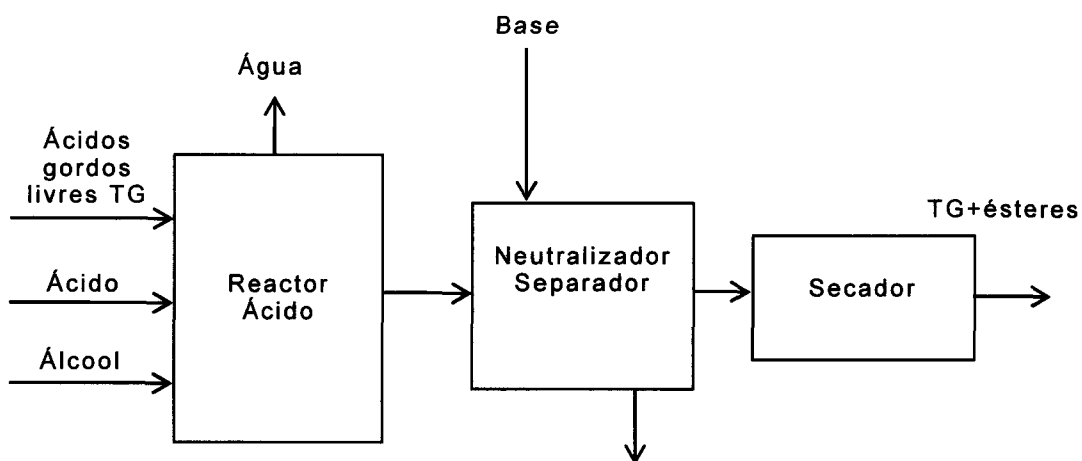 Base
Água
Ácidos
gordos
livres TG
TG+ésteres
Neutralizador
Separador
Ácido
Reactor
Ácido
Secador
Álcool